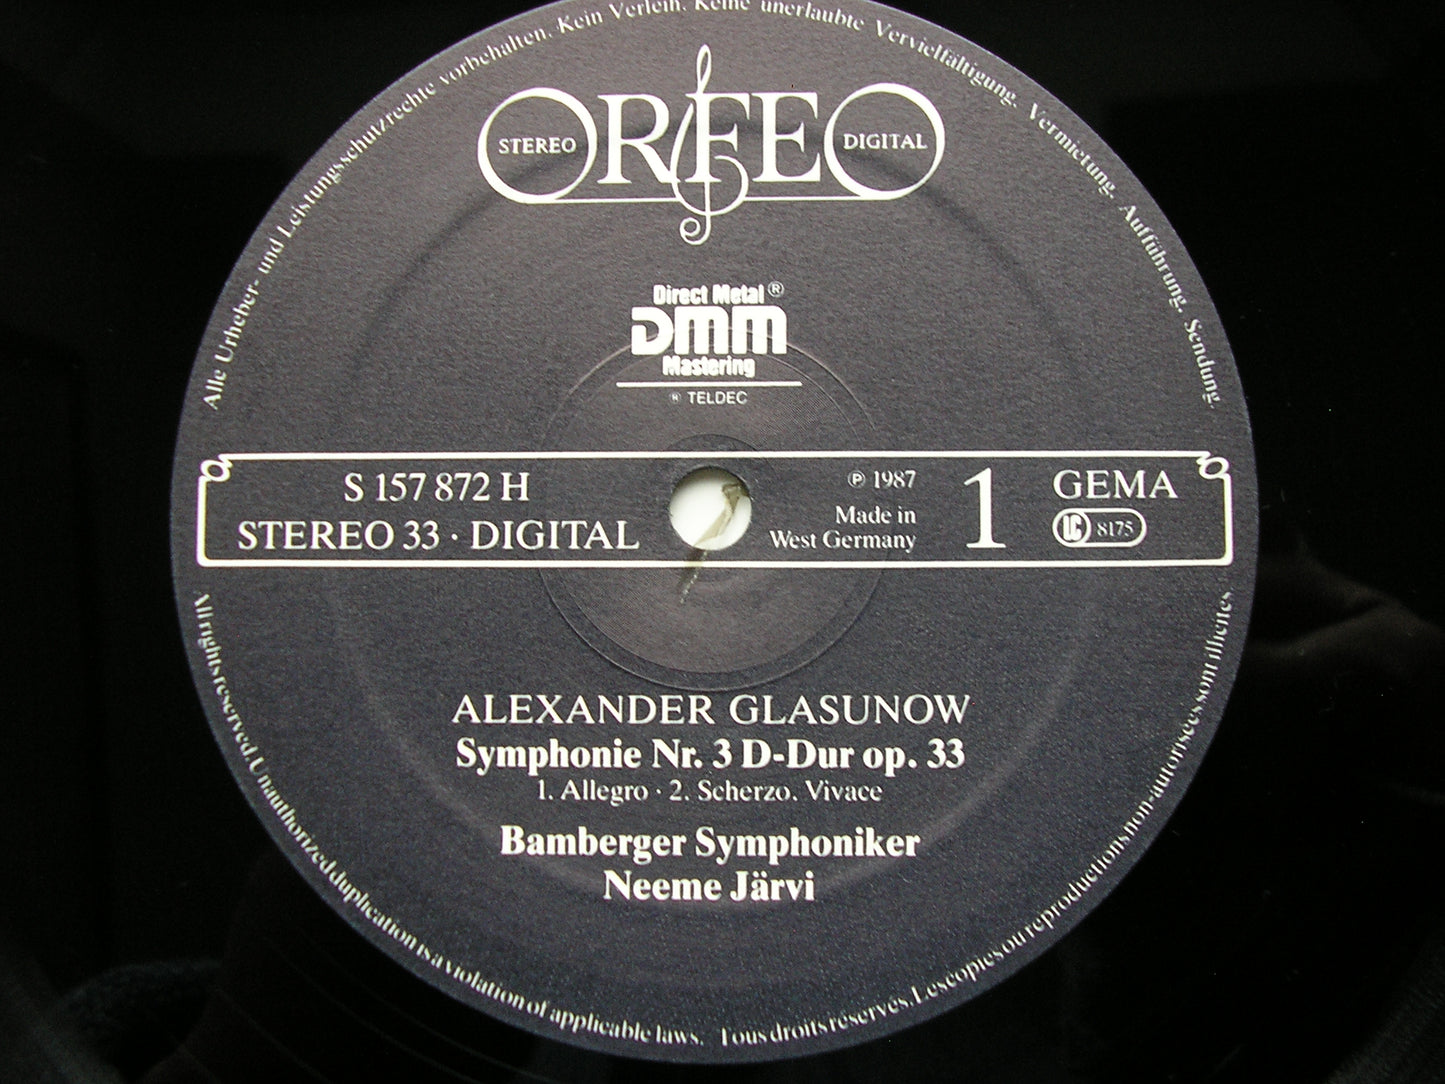 Alle Urheber- und Leistungsschutzrechte vorbehalten. Kein Verleih. Keine unerlaubte Vervielfältigung. Vermietung. Aufführung. Sendung.
ORFEO
STEREO
DIGITAL
Direct Metal ®
DMM
Mastering
® TELDEC
S 157 872 H
STEREO 33 · DIGITAL
℗ 1987
Made in
West Germany
1
GEMA
LC 8175
ALEXANDER GLASUNOW
Symphonie Nr. 3 D-Dur op. 33
1. Allegro · 2. Scherzo. Vivace
Bamberger Symphoniker
Neeme Järvi
All rights reserved. Unauthorized duplication is a violation of applicable laws. Tous droits réservés. Les copies ou reproductions non-autorisées sont illicites.